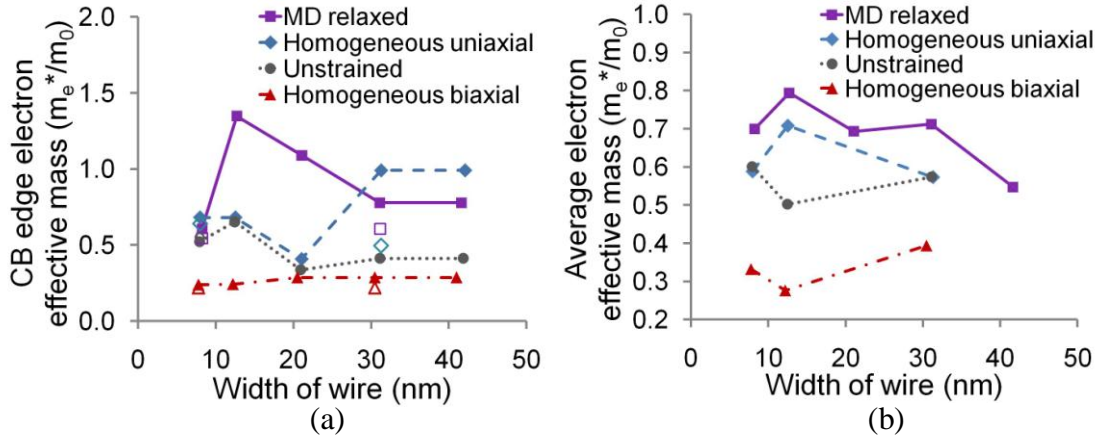 CB edge electron
effective mass (mₑ*/m₀)
2.0
1.5
1.0
0.5
0.0
MD relaxed
Homogeneous uniaxial
Unstrained
Homogeneous biaxial
0 10 20 30 40 50
Width of wire (nm)
(a)
Average electron
effective mass (mₑ*/m₀)
1.0
0.9
0.8
0.7
0.6
0.5
0.4
0.3
0.2
MD relaxed
Homogeneous uniaxial
Unstrained
Homogeneous biaxial
0 10 20 30 40 50
Width of wire (nm)
(b)